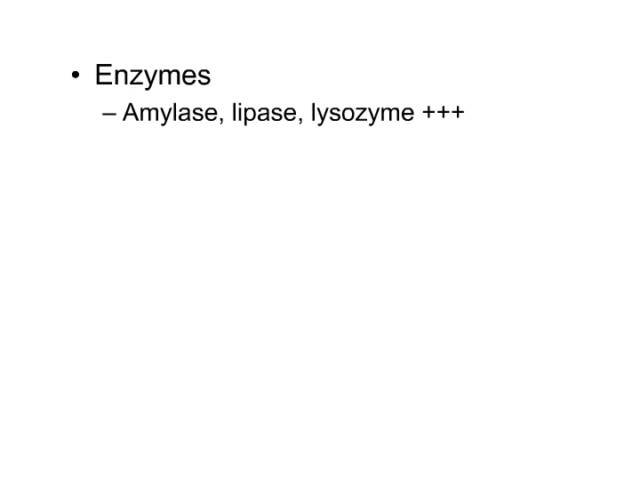 • Enzymes
– Amylase, lipase, lysozyme +++